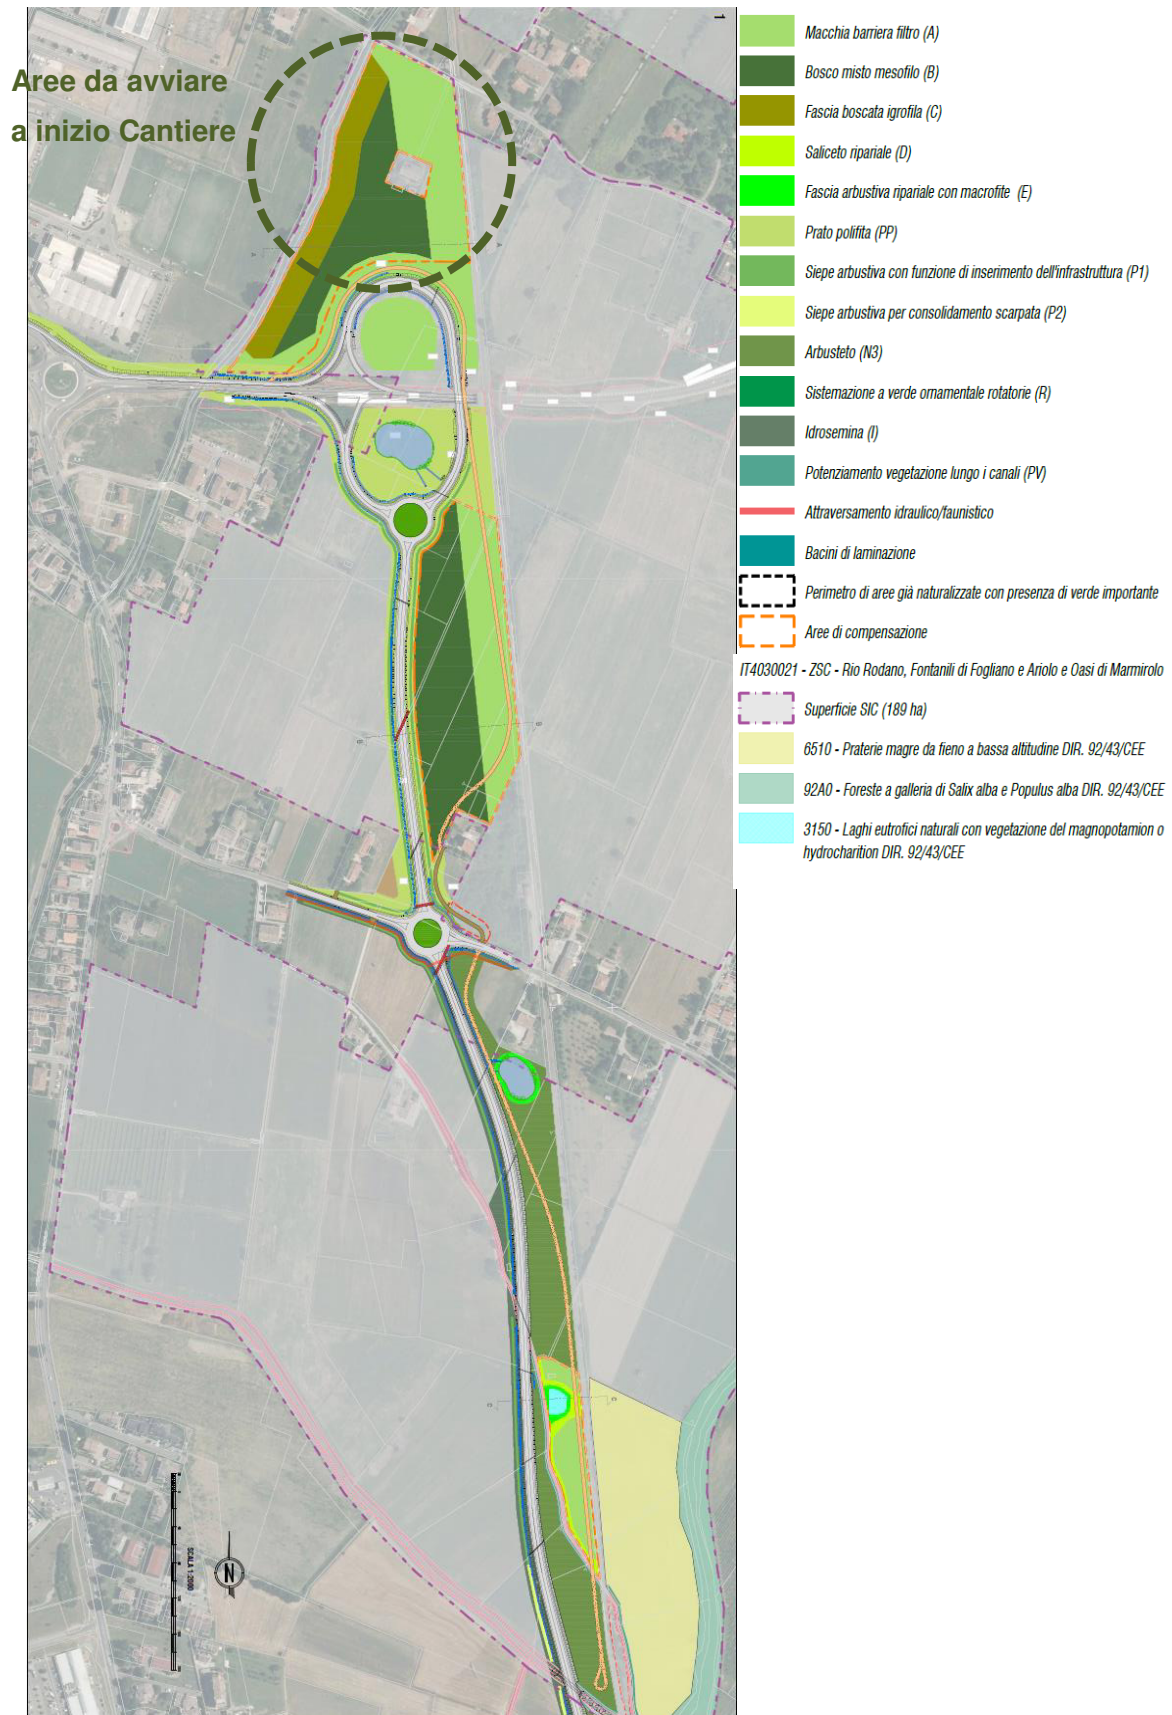 Aree da avviare
a inizio Cantiere
1
Macchia barriera filtro (A)
Bosco misto mesofilo (B)
Fascia boscata igrofila (C)
Saliceto ripariale (D)
Fascia arbustiva ripariale con macrofite (E)
Prato polifita (PP)
Siepe arbustiva con funzione di inserimento dell'infrastruttura (P1)
Siepe arbustiva per consolidamento scarpata (P2)
Arbusteto (N3)
Sistemazione a verde ornamentale rotatorie (R)
Idrosemina (I)
Potenziamento vegetazione lungo i canali (PV)
Attraversamento idraulico/faunistico
Bacini di laminazione
Perimetro di aree già naturalizzate con presenza di verde importante
Aree di compensazione
IT4030021 - ZSC - Rio Rodano, Fontanili di Fogliano e Ariolo e Oasi di Marmirolo
Superficie SIC (189 ha)
6510 - Praterie magre da fieno a bassa altitudine DIR. 92/43/CEE
92A0 - Foreste a galleria di Salix alba e Populus alba DIR. 92/43/CEE
3150 - Laghi eutrofici naturali con vegetazione del magnopotamion o
hydrocharition DIR. 92/43/CEE
SCALA 1:2000
N